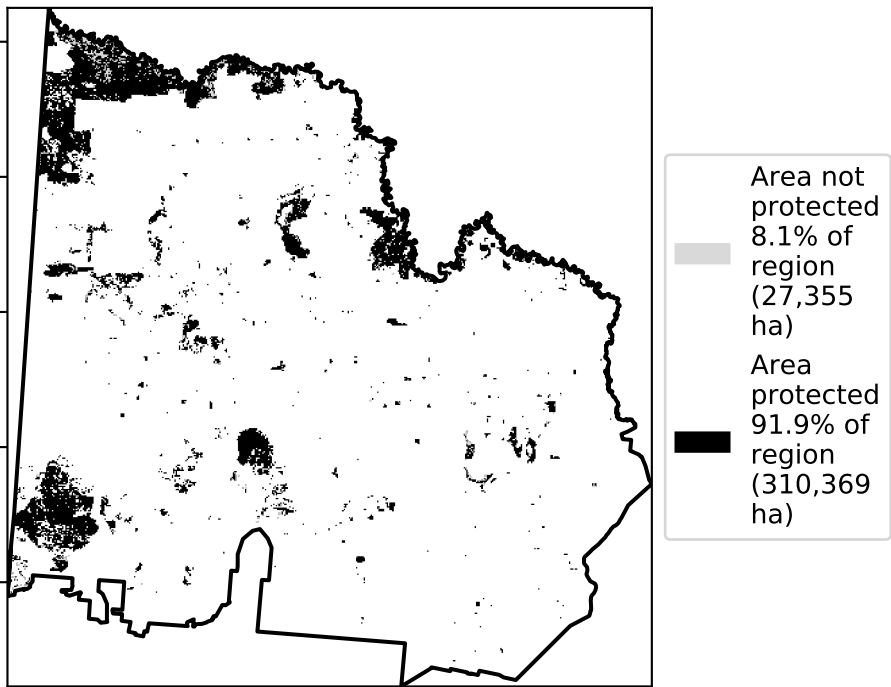 Area not
protected
8.1% of
region
(27,355
ha)
Area
protected
91.9% of
region
(310,369
ha)